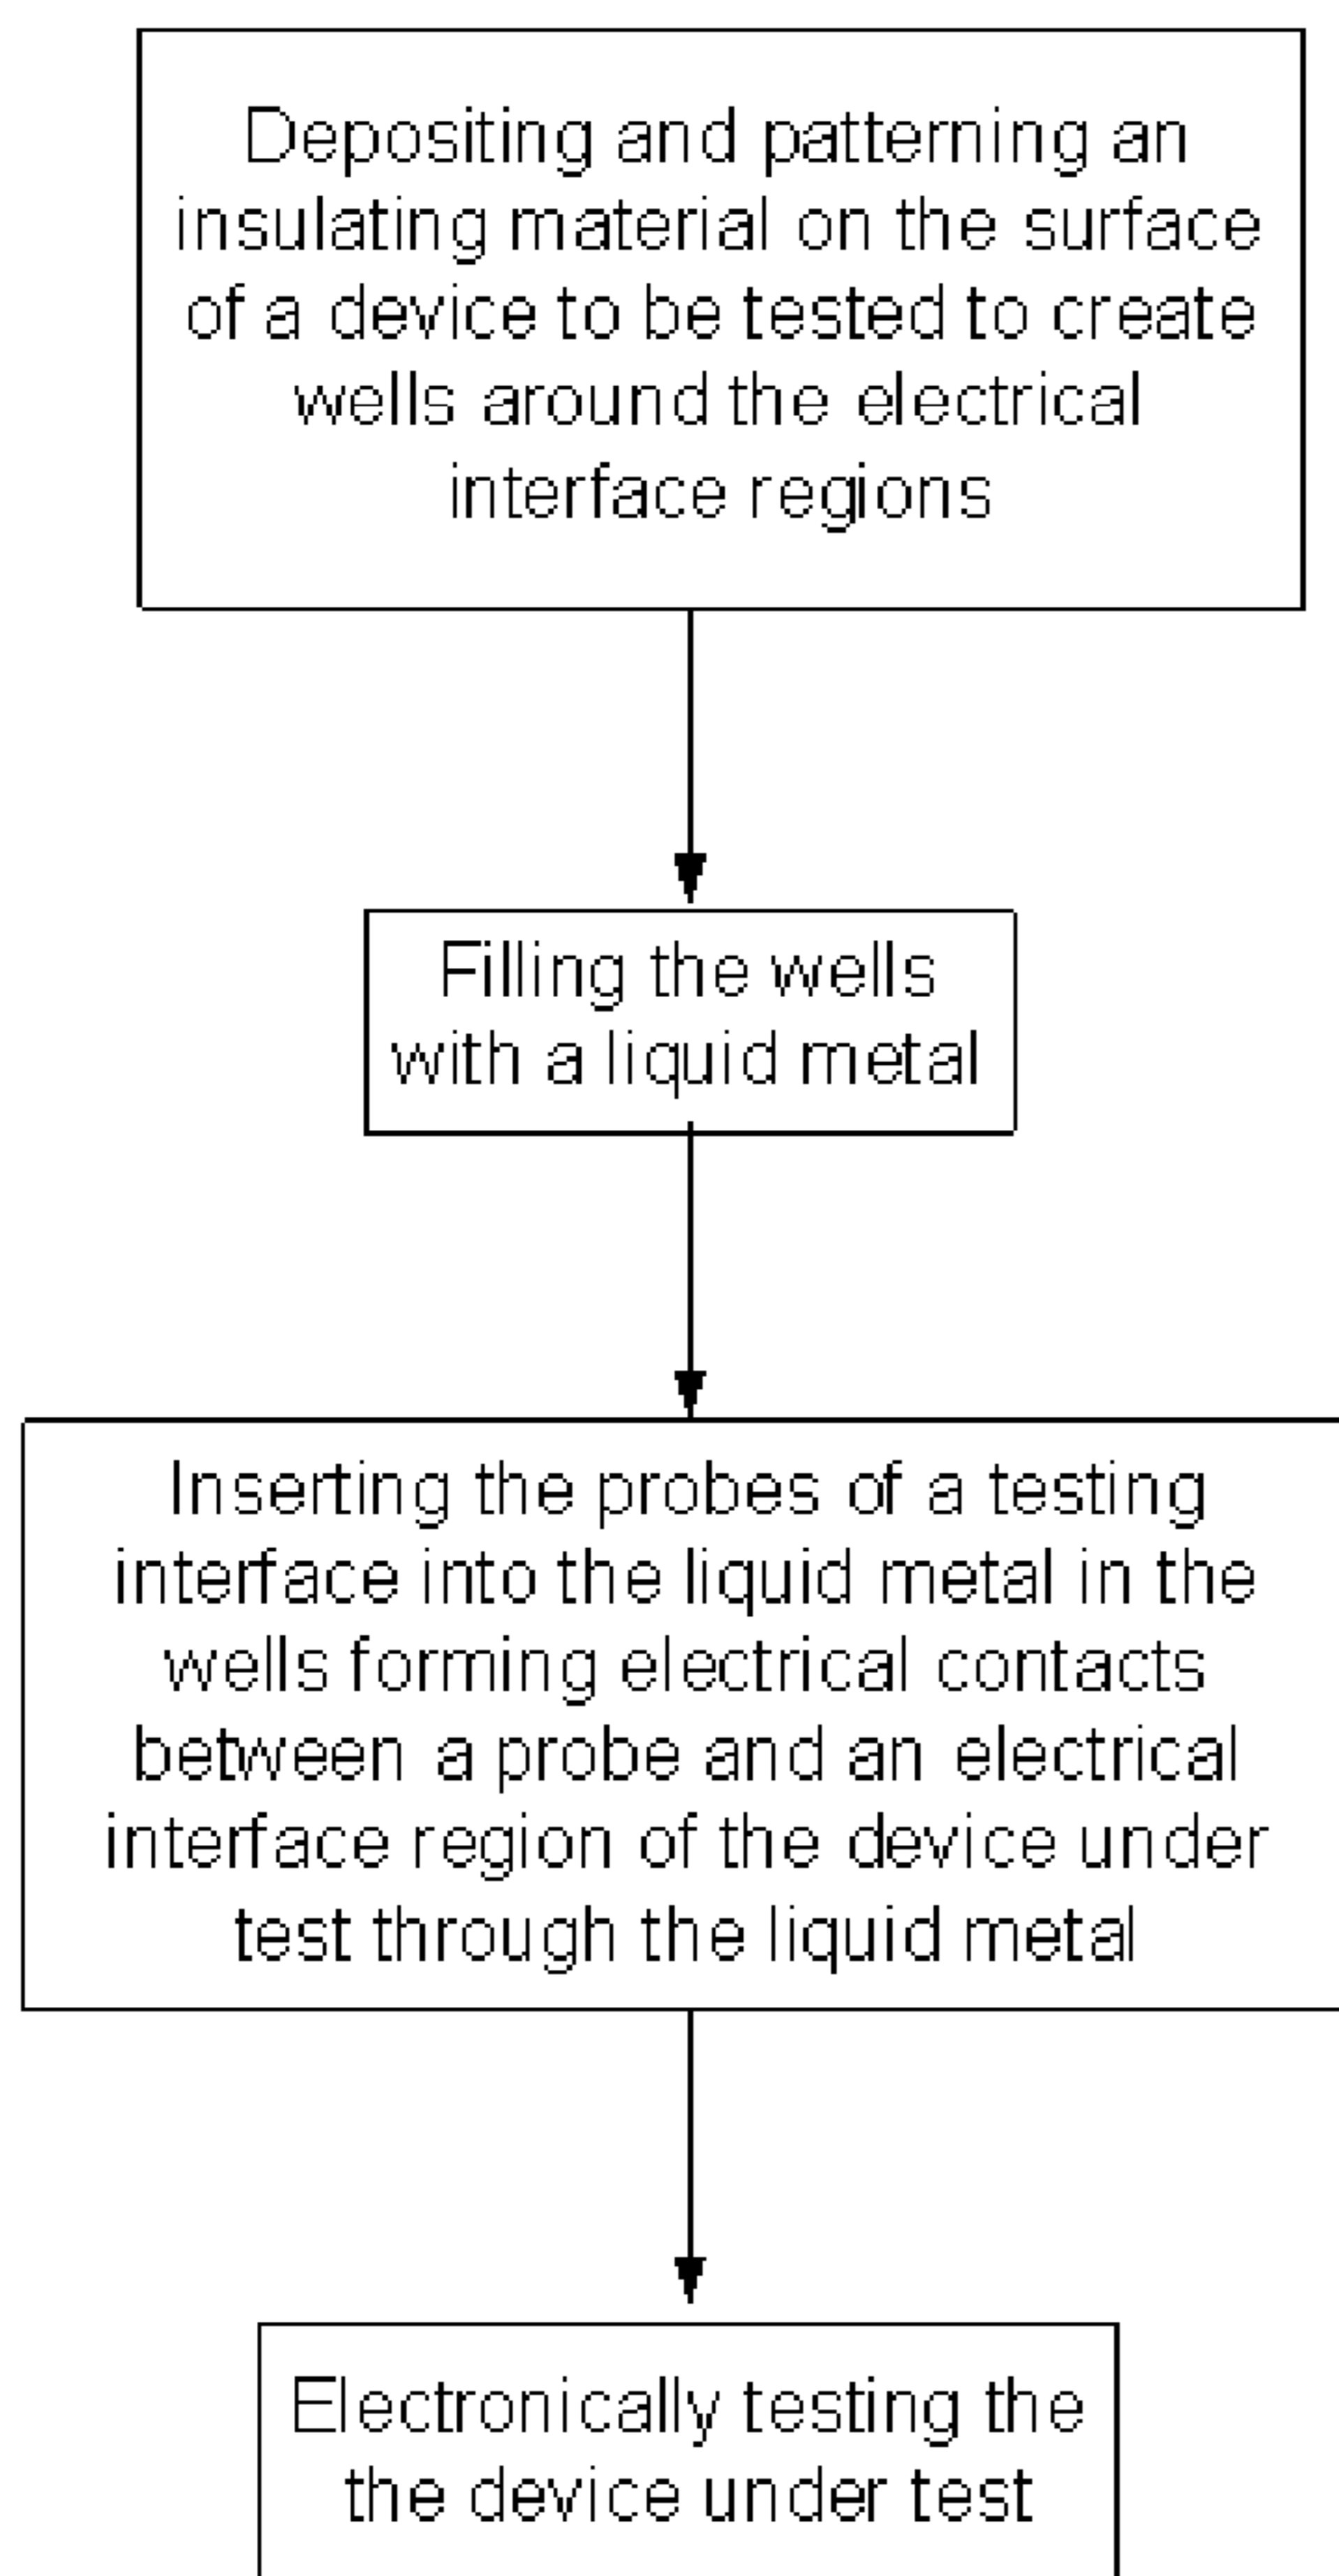 Depositing and patterning an
insulating material on the surface
of a device to be tested to create
wells around the electrical
interface regions
Filling the wells
with a liquid metal
Inserting the probes of a testing
interface into the liquid metal in the
wells forming electrical contacts
between a probe and an electrical
interface region of the device under
test through the liquid metal
Electronically testing the
the device under test